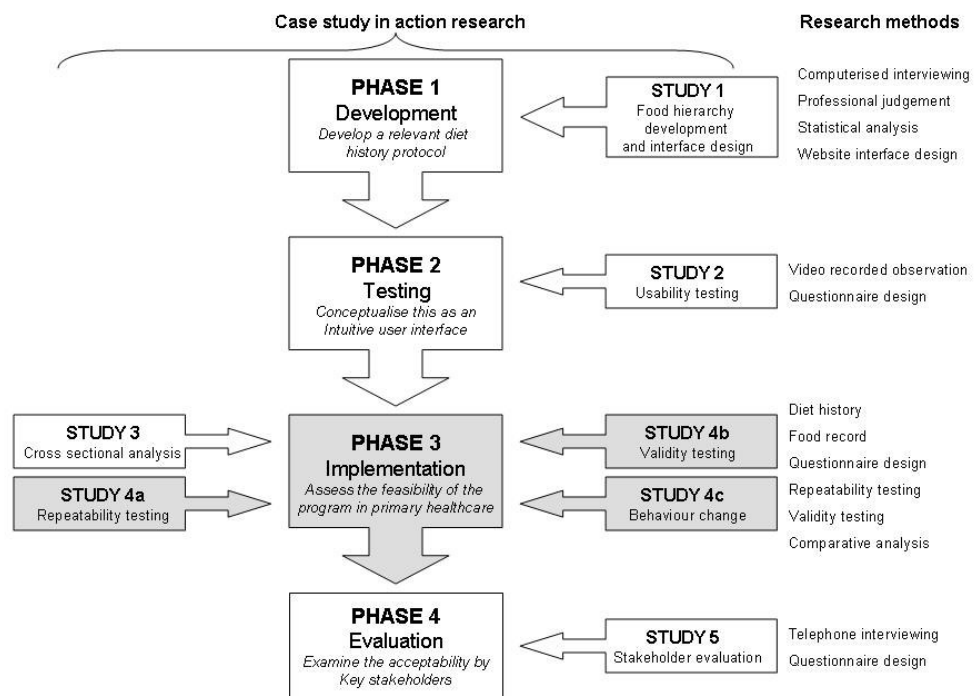 Case study in action research
Research methods
PHASE 1
Development
Develop a relevant diet
history protocol
STUDY 1
Food hierarchy
development
and interface design
Computerised interviewing
Professional judgement
Statistical analysis
Website interface design
PHASE 2
Testing
Conceptualise this as an
Intuitive user interface
STUDY 2
Usability testing
Video recorded observation
Questionnaire design
STUDY 3
Cross sectional analysis
STUDY 4a
Repeatability testing
PHASE 3
Implementation
Assess the feasibility of the
program in primary healthcare
STUDY 4b
Validity testing
STUDY 4c
Behaviour change
Diet history
Food record
Questionnaire design
Repeatability testing
Validity testing
Comparative analysis
PHASE 4
Evaluation
Examine the acceptability by
Key stakeholders
STUDY 5
Stakeholder evaluation
Telephone interviewing
Questionnaire design